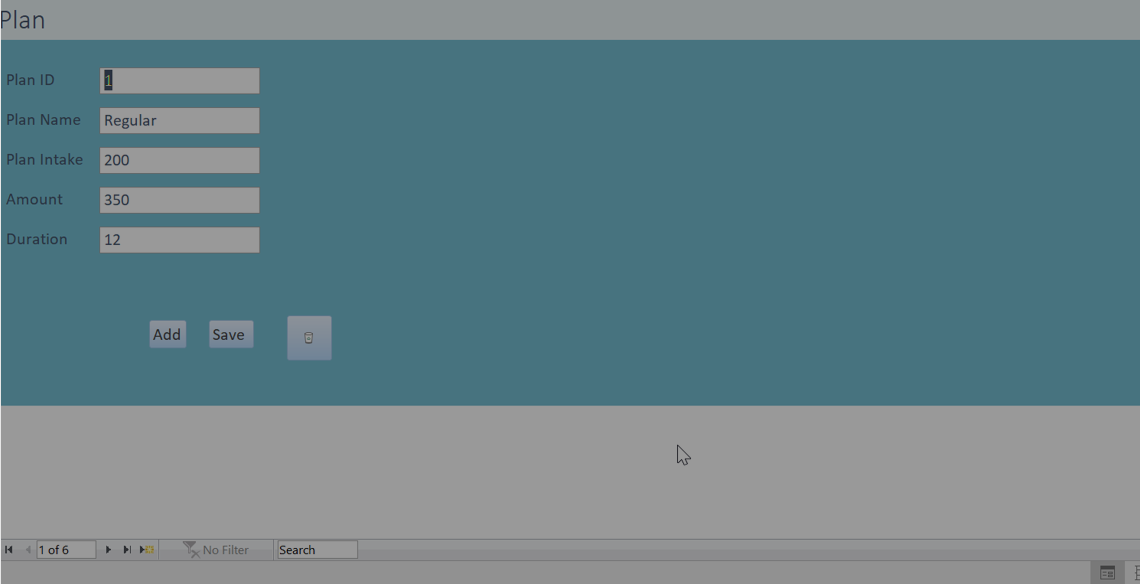 Plan
Plan ID 1
Plan Name Regular
Plan Intake 200
Amount 350
Duration 12
Add Save
1 of 6 No Filter Search